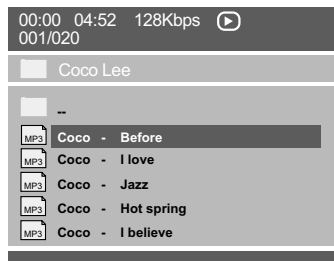 00:00 04:52 128Kbps
001/020
Coco Lee
--
MP3 Coco - Before
MP3 Coco - I love
MP3 Coco - Jazz
MP3 Coco - Hot spring
MP3 Coco - I believe